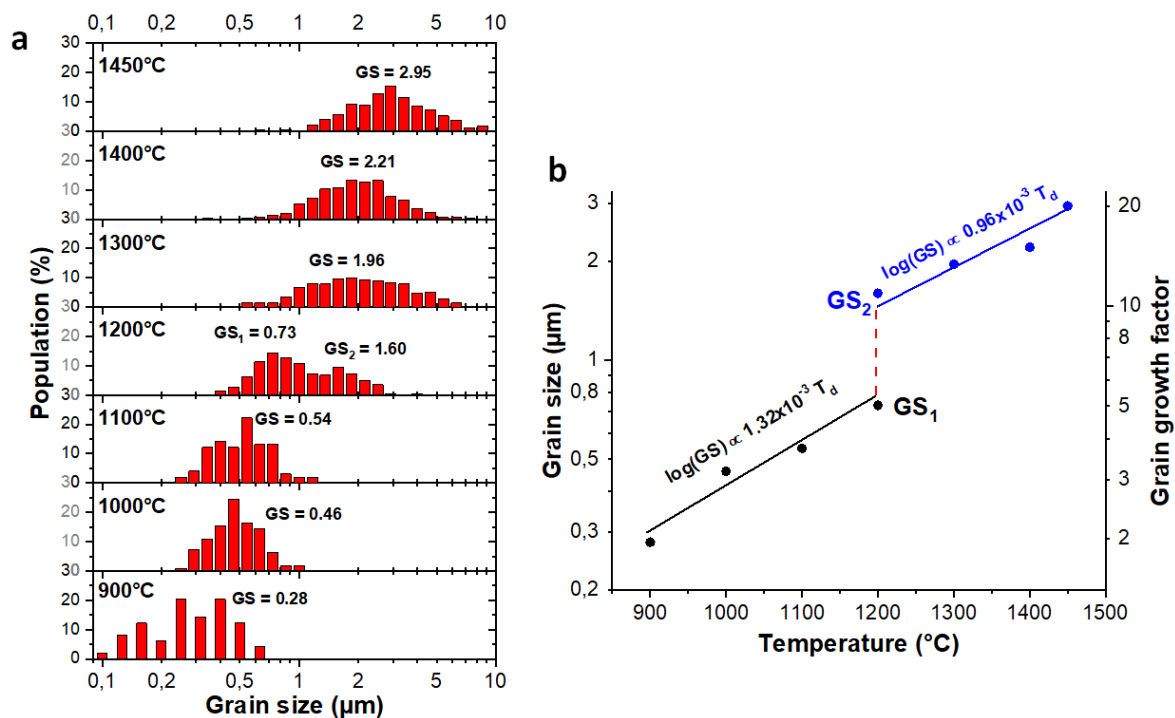 a
0,1 0,2 0,5 1 2 5 10
Population (%)
30
20
10
1450°C
GS = 2.95
30
0
20
10
1400°C
GS = 2.21
30
0
20
10
1300°C
GS = 1.96
30
0
20
10
1200°C
GS1 = 0.73
GS2 = 1.60
30
0
20
10
1100°C
GS = 0.54
30
0
20
10
1000°C
GS = 0.46
30
0
20
10
0
900°C
GS = 0.28
0,1 0,2 0,5 1 2 5 10
Grain size (µm)
b
Grain size (µm)
3
2
1
0.8
0,5
0,3
0,2
log(GS) ∝ 0.96x10⁻³ Td
GS2
log(GS) ∝ 1.32x10⁻³ Td
GS1
20
10
8
5
3
2
Grain growth factor
900 1000 1100 1200 1300 1400 1500
Temperature (°C)